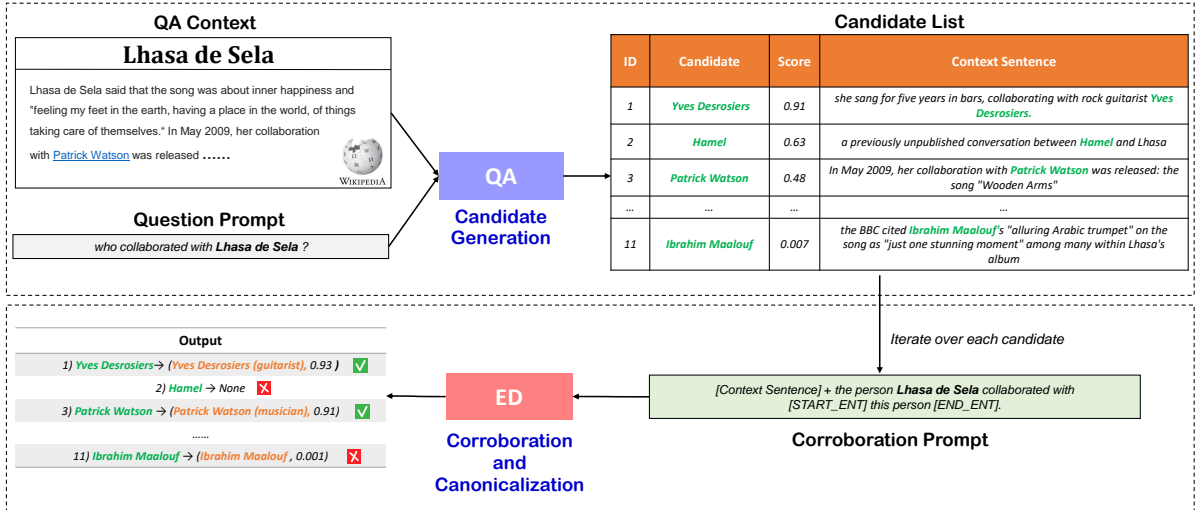 QA Context
Lhasa de Sela
Lhasa de Sela said that the song was about inner happiness and
"feeling my feet in the earth, having a place in the world, of things
taking care of themselves." In May 2009, her collaboration
with Patrick Watson was released ......
WIKIPEDIA
Question Prompt
who collaborated with Lhasa de Sela ?
QA
Candidate
Generation
Candidate List
ID Candidate Score Context Sentence
1 Yves Desrosiers 0.91 she sang for five years in bars, collaborating with rock guitarist Yves
Desrosiers.
2 Hamel 0.63 a previously unpublished conversation between Hamel and Lhasa
3 Patrick Watson 0.48 In May 2009, her collaboration with Patrick Watson was released: the
song "Wooden Arms"
... ... ... ...
11 Ibrahim Maalouf 0.007 the BBC cited Ibrahim Maalouf's "alluring Arabic trumpet" on the
song as "just one stunning moment" among many within Lhasa's
album
Iterate over each candidate
[Context Sentence] + the person Lhasa de Sela collaborated with
[START_ENT] this person [END_ENT].
Corroboration Prompt
ED
Corroboration
and
Canonicalization
Output
1) Yves Desrosiers→ (Yves Desrosiers (guitarist), 0.93 )
2) Hamel → None
3) Patrick Watson → (Patrick Watson (musician), 0.91)
......
11) Ibrahim Maalouf → (Ibrahim Maalouf , 0.001)